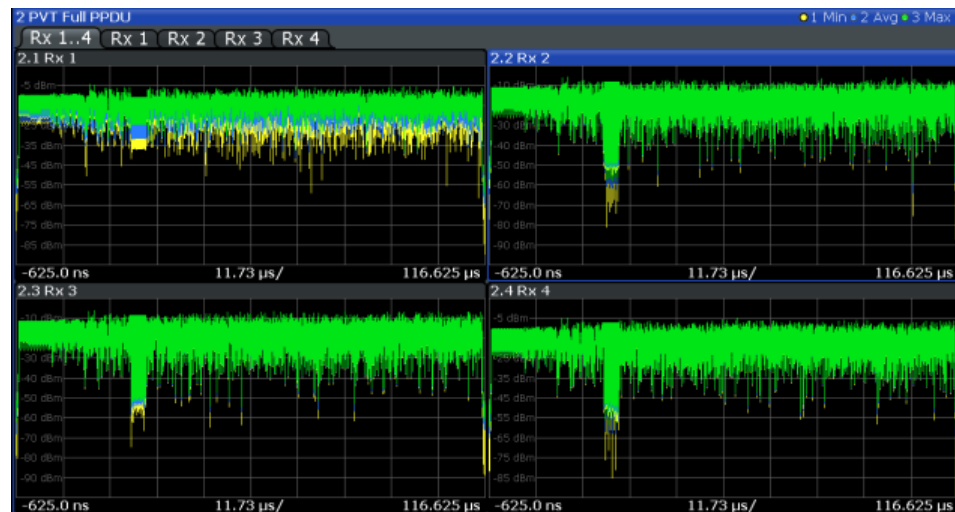 2 PVT Full PPDU 1 Min 2 Avg 3 Max
Rx 1..4 Rx 1 Rx 2 Rx 3 Rx 4
2.1 Rx 1
-5 dBm
-35 dBm
-45 dBm
-55 dBm
-65 dBm
-75 dBm
-85 dBm
-625.0 ns 11.73 µs/ 116.625 µs
2.2 Rx 2
-10 dBm
-30 dBm
-40 dBm
-50 dBm
-60 dBm
-70 dBm
-80 dBm
-90 dBm
-625.0 ns 11.73 µs/ 116.625 µs
2.3 Rx 3
-10 dBm
-30 dBm
-40 dBm
-50 dBm
-60 dBm
-70 dBm
-80 dBm
-90 dBm
-625.0 ns 11.73 µs/ 116.625 µs
2.4 Rx 4
-5 dBm
-35 dBm
-45 dBm
-55 dBm
-65 dBm
-75 dBm
-85 dBm
-625.0 ns 11.73 µs/ 116.625 µs